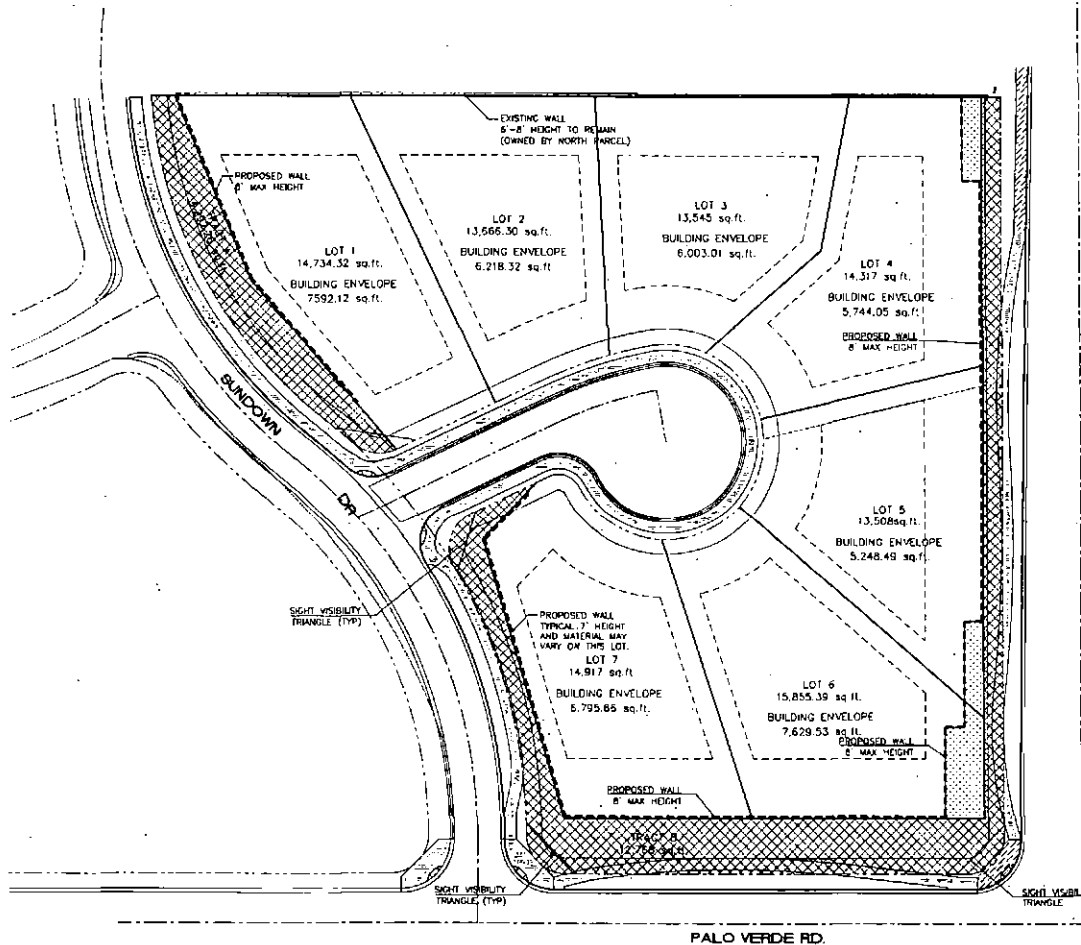 EXISTING WALL
6'-8' HEIGHT TO REMAIN
(OWNED BY NORTH PARCEL)
PROPOSED WALL
8' MAX HEIGHT
LOT 1
14,734.32 sq.ft.
BUILDING ENVELOPE
7592.12 sq.ft.
LOT 2
13,666.30 sq.ft.
BUILDING ENVELOPE
6,218.32 sq.ft
LOT 3
13,545 sq.ft.
BUILDING ENVELOPE
6,003.01 sq.ft.
LOT 4
14,317 sq.ft.
BUILDING ENVELOPE
5,744.05 sq.ft.
PROPOSED WALL
8' MAX HEIGHT
SUNDOWN DR
LOT 5
13,508sq.ft.
BUILDING ENVELOPE
5,248.49 sq.ft.
SIGHT VISIBILITY
TRIANGLE (TYP)
PROPOSED WALL
TYPICAL. 7' HEIGHT
AND MATERIAL MAY
VARY ON THIS LOT.
LOT 7
14,917 sq.ft
BUILDING ENVELOPE
6,795.66 sq.ft.
LOT 6
15,855.39 sq.ft.
BUILDING ENVELOPE
7,629.53 sq.ft.
PROPOSED WALL
8' MAX HEIGHT
PROPOSED WALL
8' MAX HEIGHT
TRACT B
sq.ft.
SIGHT VISIBILITY
TRIANGLE (TYP)
SIGHT VISIBIL
TRIANGLE
PALO VERDE RD.